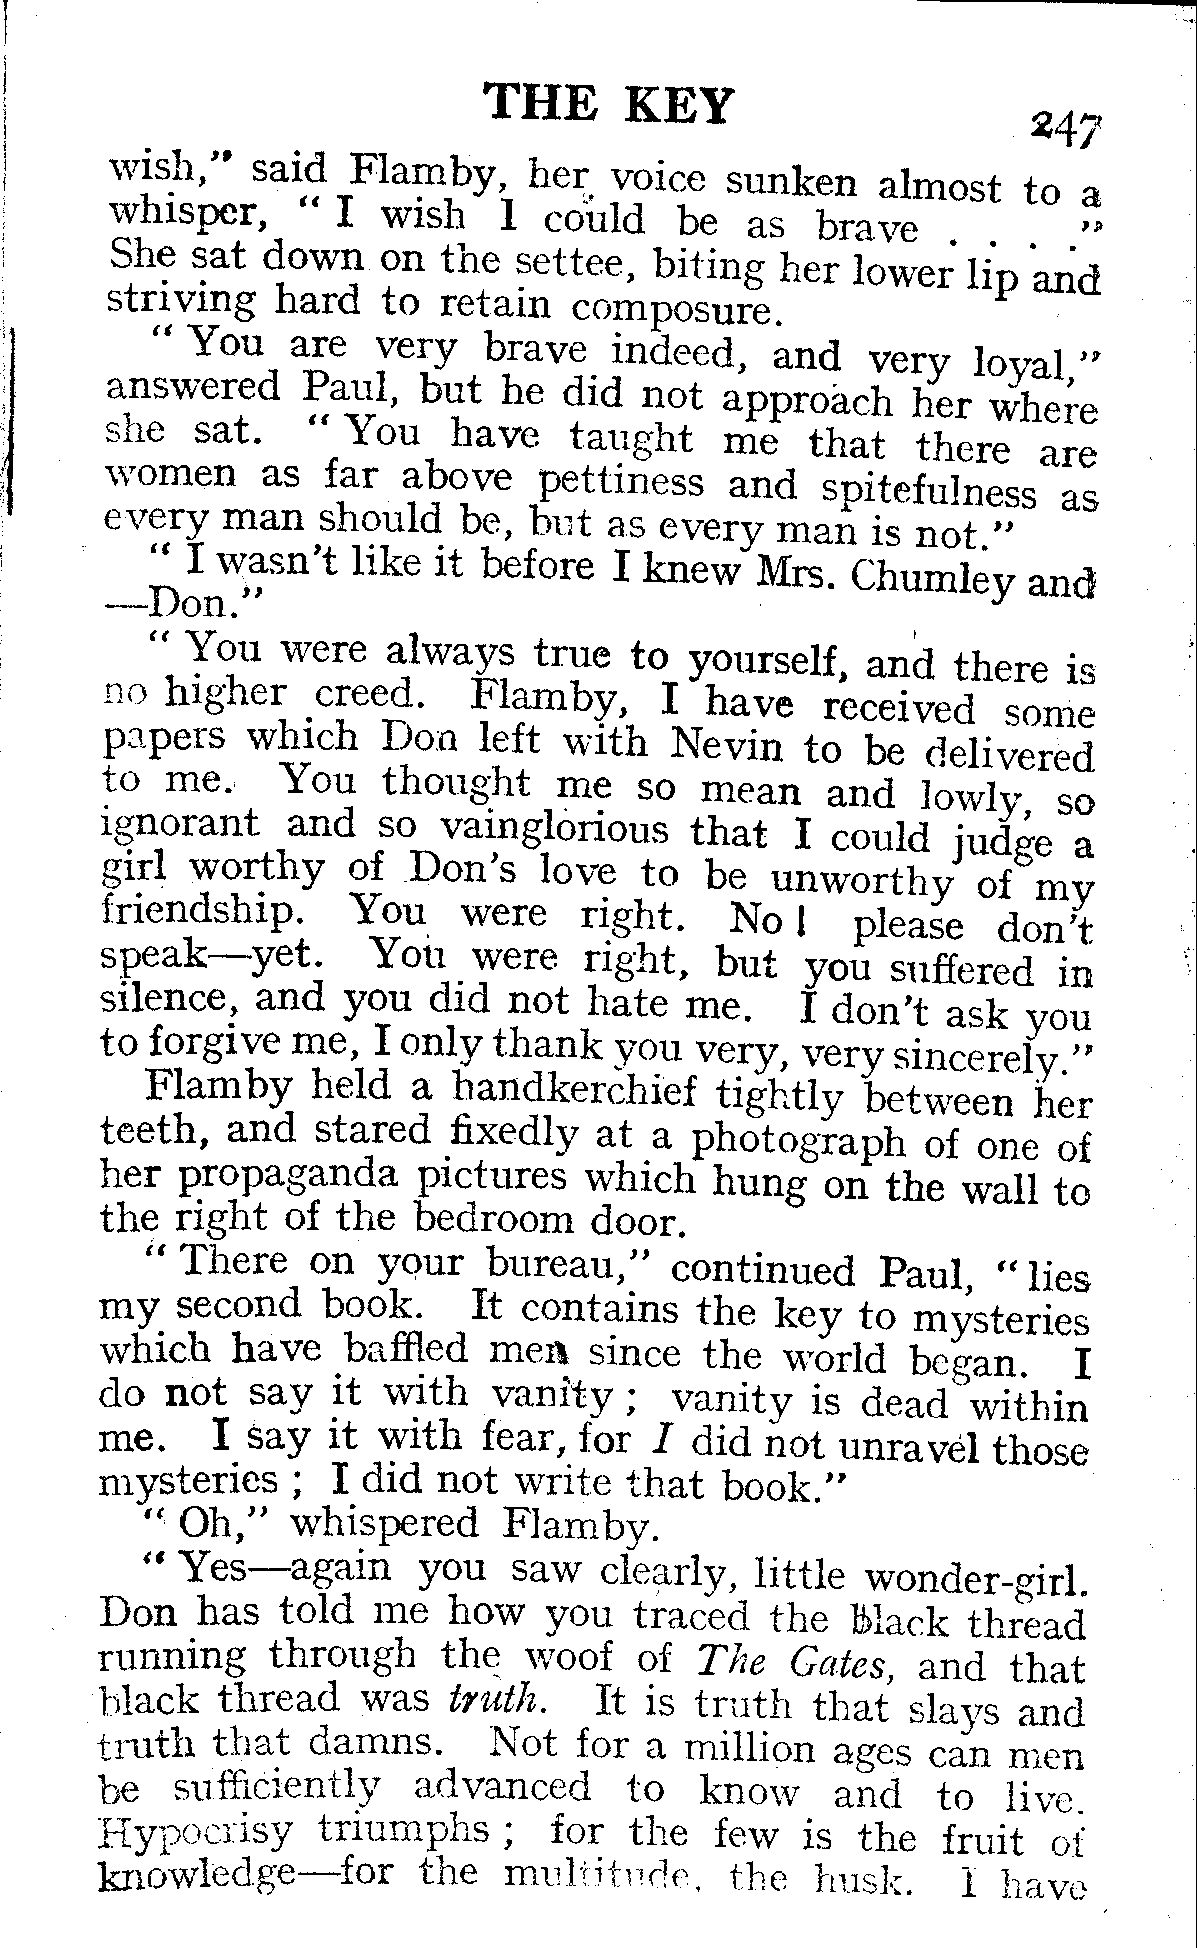 THE KEY
247
wish,” said Flamby, her voice sunken almost to a
whisper, “ I wish I could be as brave . . . .”
She sat down on the settee, biting her lower lip and
striving hard to retain composure.
“ You are very brave indeed, and very loyal,”
answered Paul, but he did not approach her where
she sat. “ You have taught me that there are
women as far above pettiness and spitefulness as
every man should be, but as every man is not.”
“ I wasn’t like it before I knew Mrs. Chumley and
—Don.”
“ You were always true to yourself, and there is
no higher creed. Flamby, I have received some
papers which Don left with Nevin to be delivered
to me. You thought me so mean and lowly, so
ignorant and so vainglorious that I could judge a
girl worthy of Don’s love to be unworthy of my
friendship. You were right. No ! please don’t
speak—yet. You were right, but you suffered in
silence, and you did not hate me. I don’t ask you
to forgive me, I only thank you very, very sincerely.”
Flamby held a handkerchief tightly between her
teeth, and stared fixedly at a photograph of one of
her propaganda pictures which hung on the wall to
the right of the bedroom door.
“ There on your bureau,” continued Paul, “ lies
my second book. It contains the key to mysteries
which have baffled men since the world began. I
do not say it with vanity ; vanity is dead within
me. I say it with fear, for I did not unravel those
mysteries ; I did not write that book.”
“ Oh,” whispered Flamby.
“ Yes—again you saw clearly, little wonder-girl.
Don has told me how you traced the black thread
running through the woof of The Gates, and that
black thread was truth. It is truth that slays and
truth that damns. Not for a million ages can men
be sufficiently advanced to know and to live.
Hypocrisy triumphs ; for the few is the fruit of
knowledge—for the multitude, the husk. I have